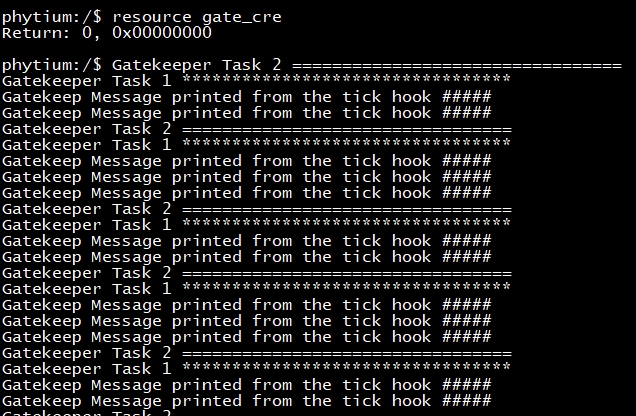 phytium:/$ resource gate_cre
Return: 0, 0x00000000
phytium:/$ Gatekeeper Task 2 =================================
Gatekeeper Task 1 *********************************
Gatekeep Message printed from the tick hook #####
Gatekeep Message printed from the tick hook #####
Gatekeeper Task 2 =================================
Gatekeeper Task 1 *********************************
Gatekeep Message printed from the tick hook #####
Gatekeep Message printed from the tick hook #####
Gatekeep Message printed from the tick hook #####
Gatekeeper Task 2 =================================
Gatekeeper Task 1 *********************************
Gatekeep Message printed from the tick hook #####
Gatekeep Message printed from the tick hook #####
Gatekeeper Task 2 =================================
Gatekeeper Task 1 *********************************
Gatekeep Message printed from the tick hook #####
Gatekeep Message printed from the tick hook #####
Gatekeep Message printed from the tick hook #####
Gatekeeper Task 2 =================================
Gatekeeper Task 1 *********************************
Gatekeep Message printed from the tick hook #####
Gatekeep Message printed from the tick hook #####
Gatekeeper Task 2